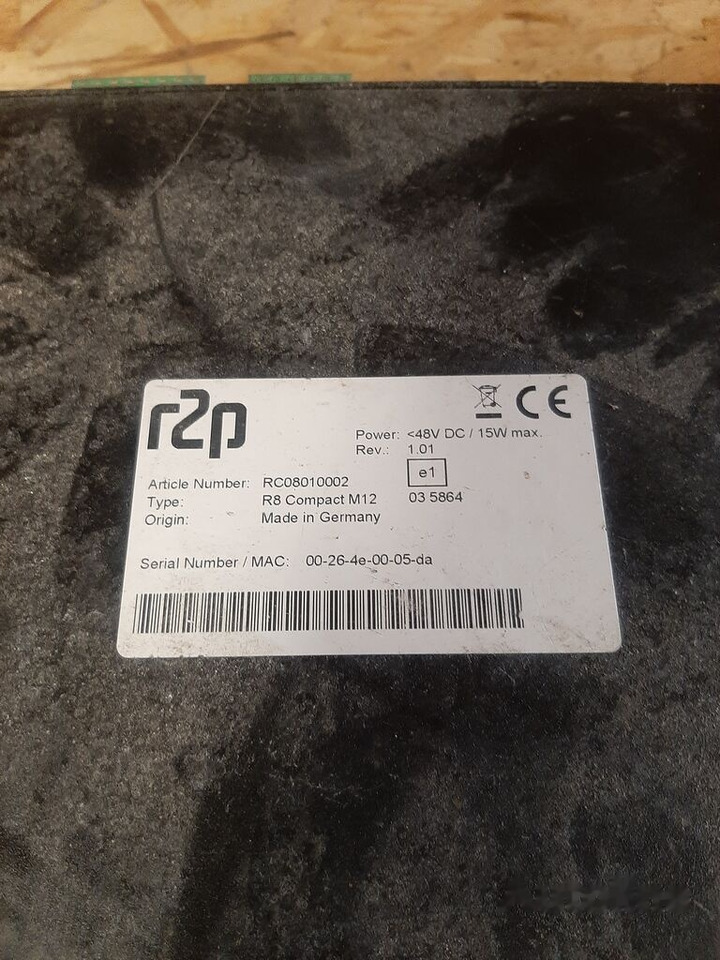 r2p
CE
Power: <48V DC / 15W max.
Rev.: 1.01
e1
Article Number: RC08010002
Type: R8 Compact M12 03 5864
Origin: Made in Germany
Serial Number / MAC: 00-26-4e-00-05-da